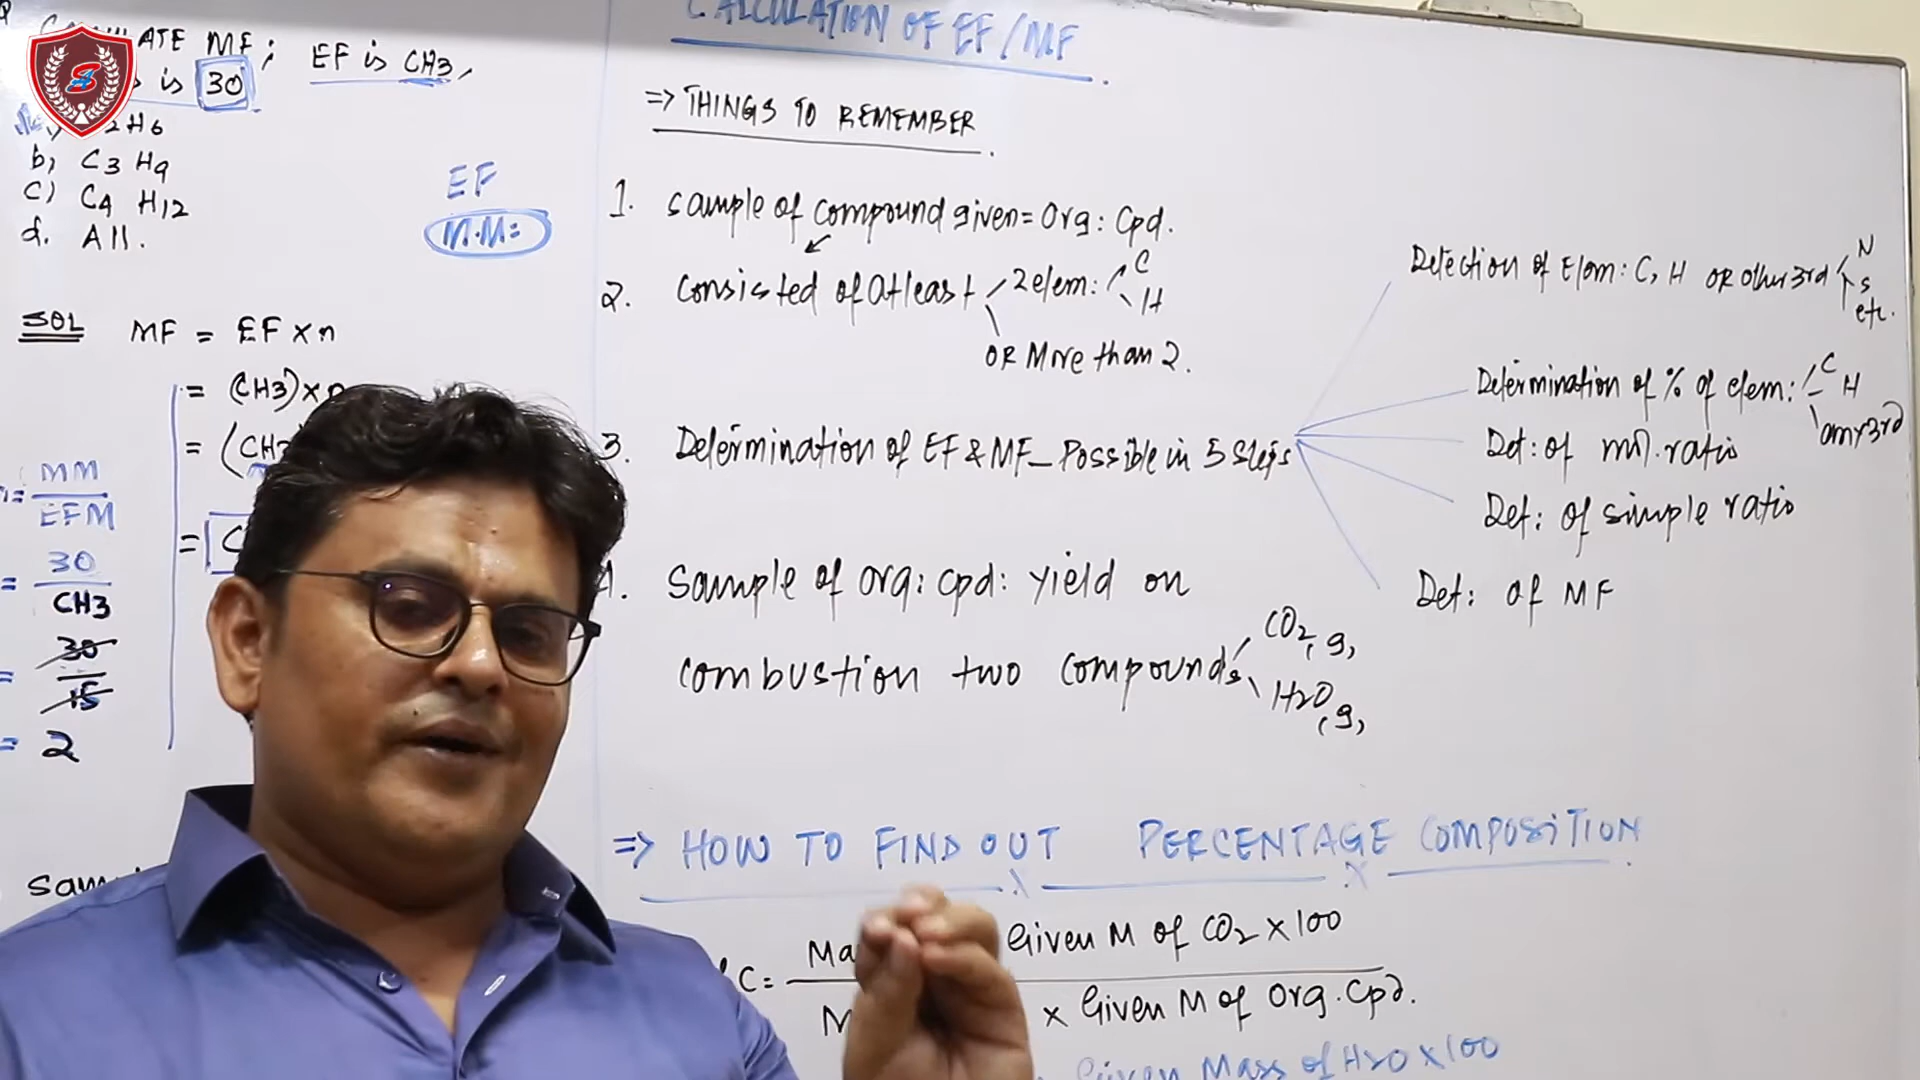 ATE MF; EF is CH3,
is 30
2H6
b) C3 H9
c) C4 H12
d. All.
EF
M.M:
SOL MF = EF x n
= (CH3) x n
= (CH3
= C
MM
EFM
= 30
CH3
= 30
15
= 2
CALCULATION OF EF/MF
=> THINGS TO REMEMBER
1. Sample of compound given = Org: Cpd.
2. Consisted of Atleast 2 elem: C H
OR More than 2.
3. Determination of EF & MF_Possible in 5 Steps
Detection of Elem: C, H OR other 3rd N S etc.
Determination of % of elem: C H any 3rd
Det: of mol. ratio
Det: of simple ratio
Det: of MF
4. Sample of Org: Cpd: yield on
combustion two compounds CO2, g, H2O, g,
=> HOW TO FIND OUT PERCENTAGE COMPOSITION
C = Given M of CO2 x 100
x Given M of Org. Cpd.
Given Mass of H2O x 100